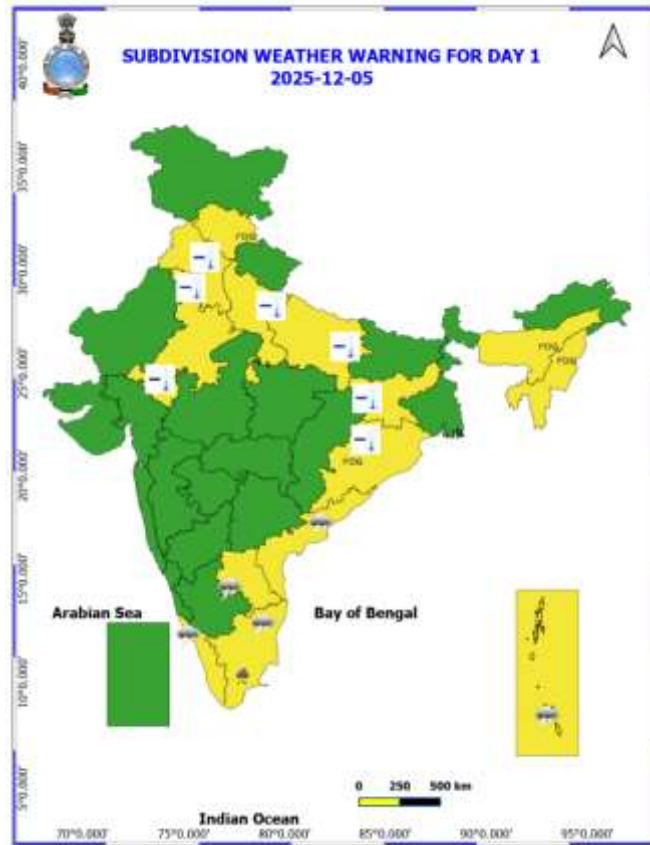 SUBDIVISION WEATHER WARNING FOR DAY 1
2025-12-05
40°0.000'
35°0.000'
30°0.000'
25°0.000'
20°0.000'
15°0.000'
10°0.000'
5°0.000'
FOG
FOG
FOG
FOG
Arabian Sea
Bay of Bengal
0 250 500 km
Indian Ocean
70°0.000' 75°0.000' 80°0.000' 85°0.000' 90°0.000' 95°0.000'